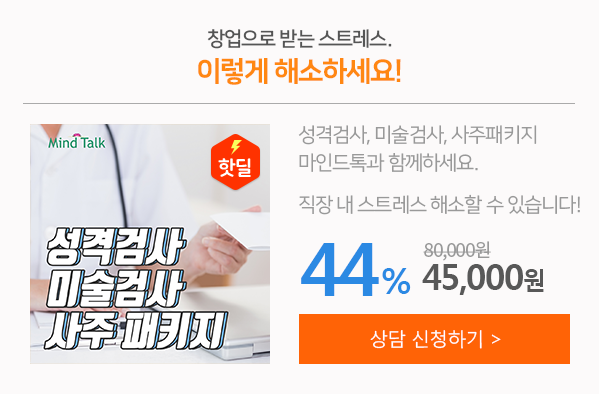 창업으로 받는 스트레스.
이렇게 해소하세요!
Mind Talk
핫딜
성격검사
미술검사
사주 패키지
성격검사, 미술검사, 사주패키지
마인드톡과 함께하세요.
직장 내 스트레스 해소할 수 있습니다!
44%
80,000원
45,000원
상담 신청하기 >